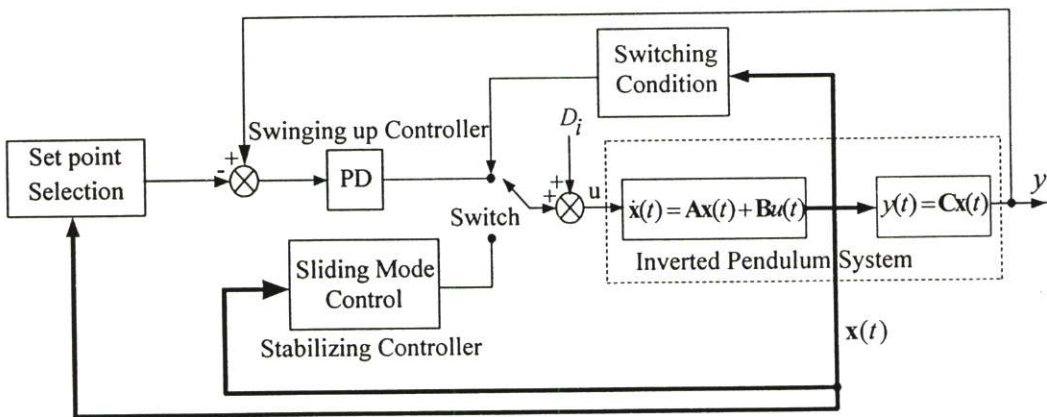 Switching
Condition
Swinging up Controller
D_i
Set point
Selection
+
-
PD
+
+
u
ẋ(t) = Ax(t) + Bu(t)
y(t) = Cx(t)
y
Switch
Inverted Pendulum System
Sliding Mode
Control
Stabilizing Controller
x(t)